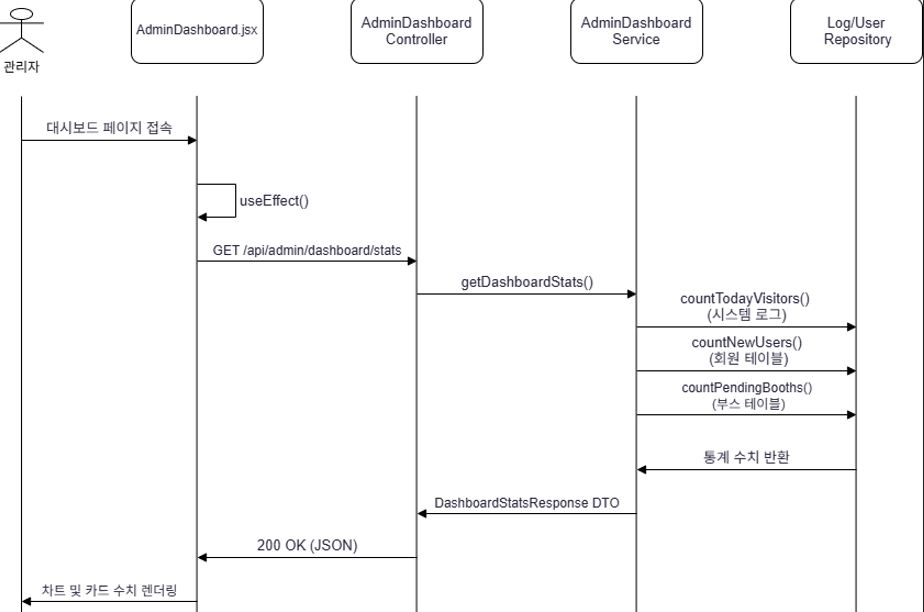 관리자
AdminDashboard.jsx
AdminDashboard
Controller
AdminDashboard
Service
Log/User
Repository
대시보드 페이지 접속
useEffect()
GET /api/admin/dashboard/stats
getDashboardStats()
countTodayVisitors()
(시스템 로그)
countNewUsers()
(회원 테이블)
countPendingBooths()
(부스 테이블)
통계 수치 반환
DashboardStatsResponse DTO
200 OK (JSON)
차트 및 카드 수치 렌더링